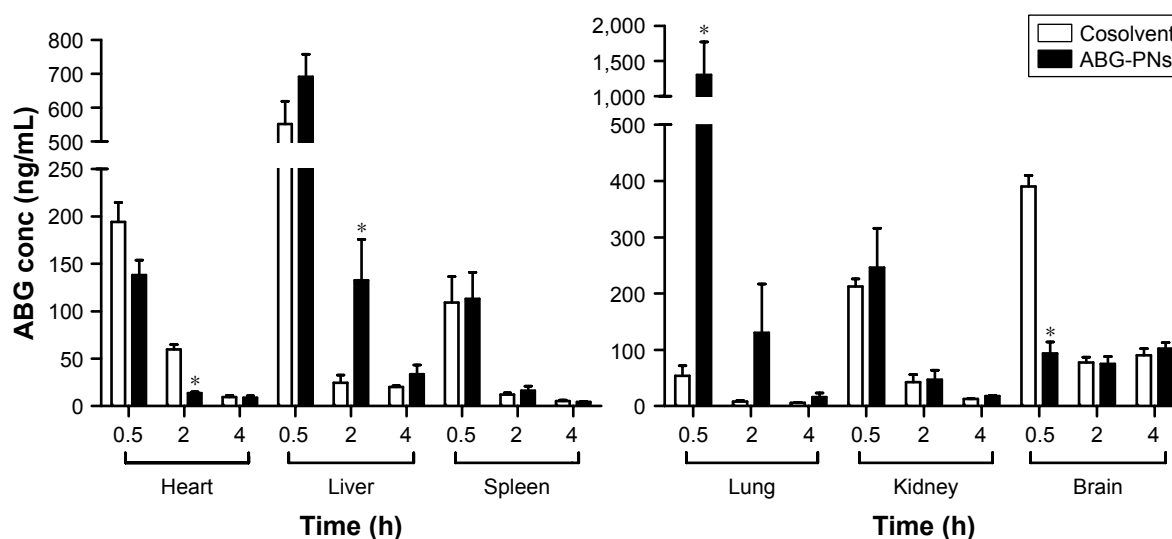 Cosolvent
ABG-PNs
ABG conc (ng/mL)
800
700
600
500
250
200
150
100
50
0
*
*
0.5 2 4 0.5 2 4 0.5 2 4
Heart Liver Spleen
Time (h)
2,000
1,500
1,000
500
400
300
200
100
0
*
*
0.5 2 4 0.5 2 4 0.5 2 4
Lung Kidney Brain
Time (h)